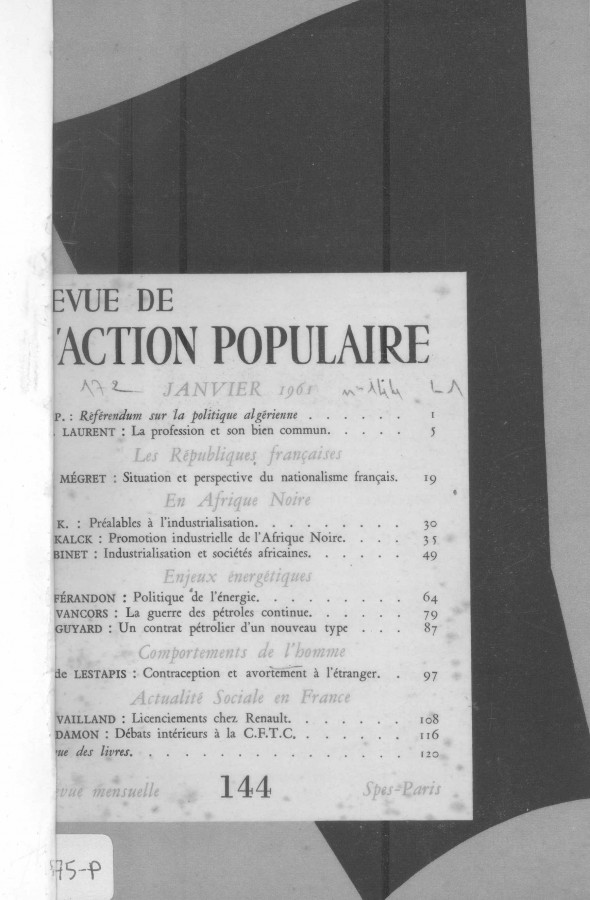 EVUE DE
'ACTION POPULAIRE
172 JANVIER 1961 n° 144 L1
P. : Référendum sur la politique algérienne . . . . . . 1
. LAURENT : La profession et son bien commun. . . . . 5
Les Républiques françaises
MÉGRET : Situation et perspective du nationalisme français. 19
En Afrique Noire
K. : Préalables à l'industrialisation. . . . . . . . . 30
KALCK : Promotion industrielle de l'Afrique Noire. . . . 35
BINET : Industrialisation et sociétés africaines. . . . . . 49
Enjeux énergétiques
FÉRANDON : Politique de l'énergie. . . . . . . . . 64
VANCORS : La guerre des pétroles continue. . . . . . 79
GUYARD : Un contrat pétrolier d'un nouveau type . . . 87
Comportements de l'homme
de LESTAPIS : Contraception et avortement à l'étranger. . 97
Actualité Sociale en France
VAILLAND : Licenciements chez Renault. . . . . . . 108
DAMON : Débats intérieurs à la C.F.T.C. . . . . . . 116
ue des livres. . . . . . . . . . . . . . . 120
vue mensuelle 144 Spes-Paris
75-P